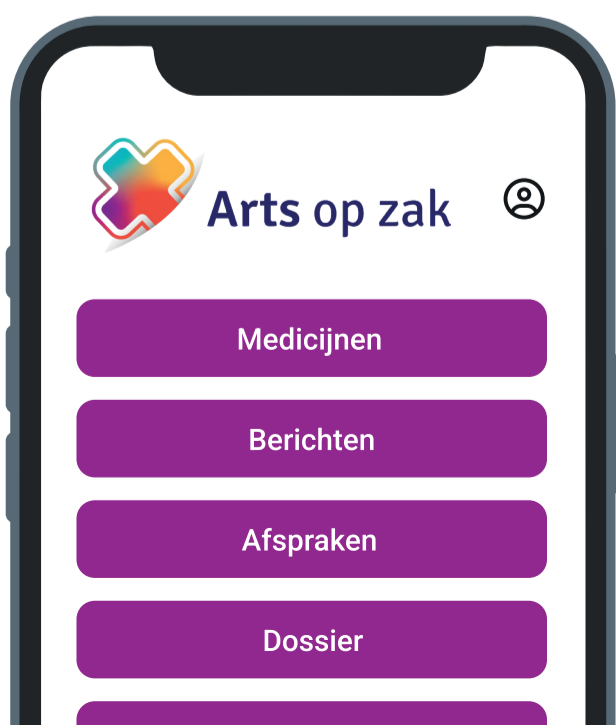 Arts op zak
Medicijnen
Berichten
Afspraken
Dossier